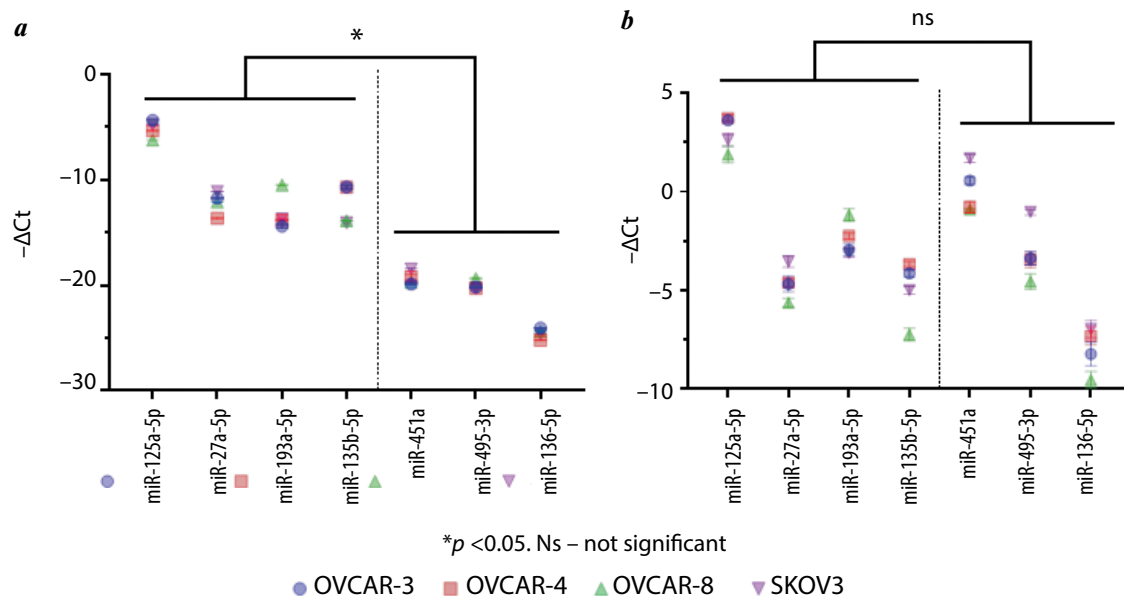 a
*
0
–10
–20
–30
–ΔCt
miR-125a-5p
miR-27a-5p
miR-193a-5p
miR-135b-5p
miR-451a
miR-495-3p
miR-136-5p
b
ns
5
0
–5
–10
–ΔCt
miR-125a-5p
miR-27a-5p
miR-193a-5p
miR-135b-5p
miR-451a
miR-495-3p
miR-136-5p
*p <0.05. Ns – not significant
OVCAR-3 OVCAR-4 OVCAR-8 SKOV3